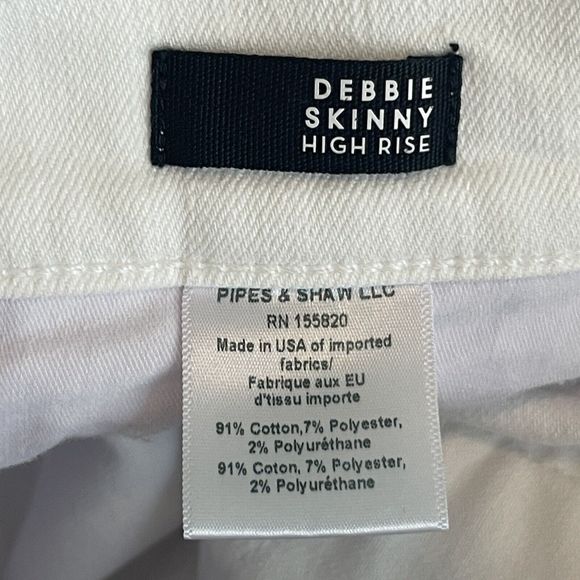 DEBBIE
SKINNY
HIGH RISE
PIPES & SHAW LLC
RN 155820
Made in USA of imported
fabrics/
Fabrique aux EU
d'tissu importe
91% Cotton,7% Polyester,
2% Polyuréthane
91% Coton, 7% Polyester,
2% Polyuréthane